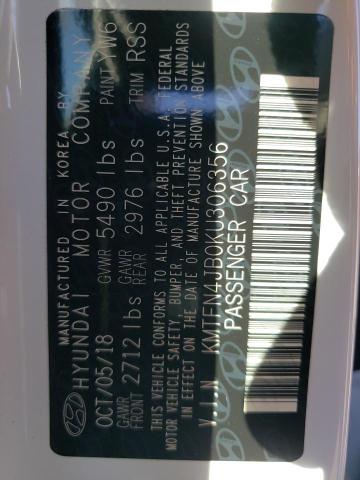 MANUFACTURED IN KOREA BY
HYUNDAI MOTOR COMPANY
OCT/05/18 GVWR 5490 lbs PAINT YW6
GAWR FRONT 2712 lbs GAWR REAR 2976 lbs TRIM RSS
THIS VEHICLE CONFORMS TO ALL APPLICABLE U.S.A. FEDERAL
MOTOR VEHICLE SAFETY, BUMPER, AND THEFT PREVENTION STANDARDS
IN EFFECT ON THE DATE OF MANUFACTURE SHOWN ABOVE
V.I.N KMTFN4JB0KU306356
PASSENGER CAR